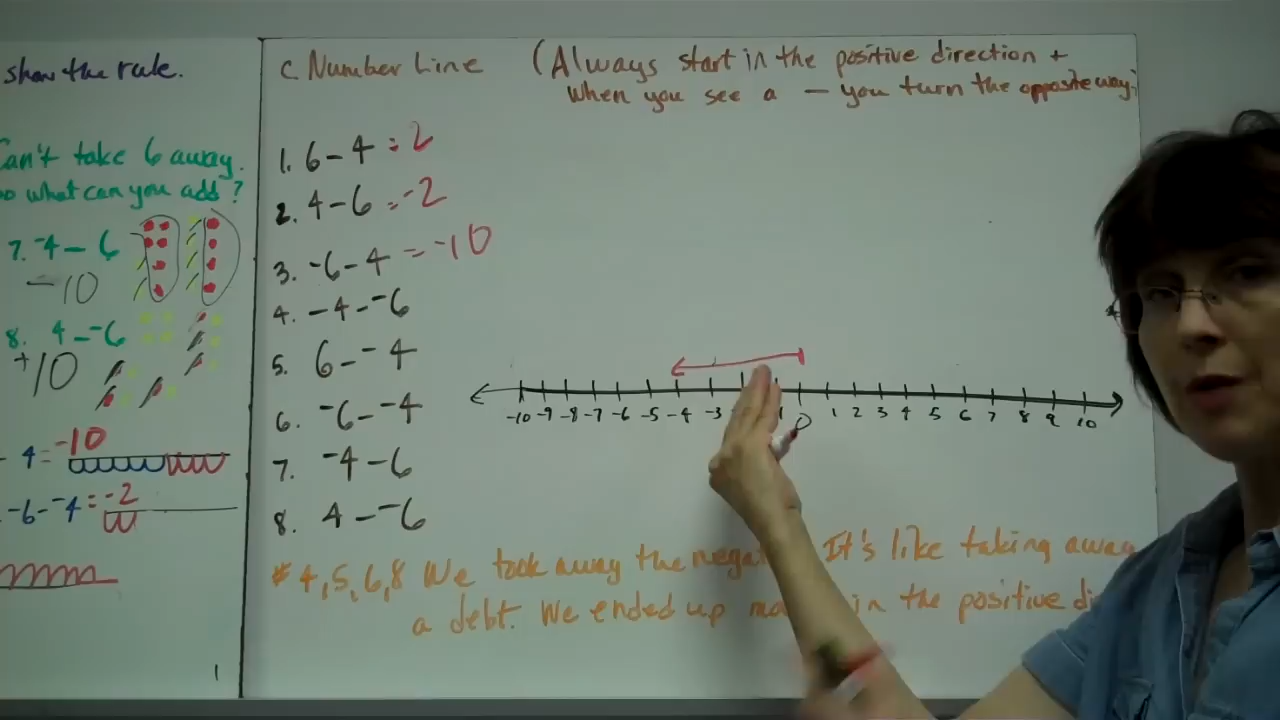 show the rule.
Can't take 6 away.
so what can you add?
7. -4 - 6
-10
8. 4 - -6
+10
- 4 = -10
-6 - -4 = -2
C Number Line
(Always start in the positive direction +
when you see a - you turn the opposite way.
1. 6 - 4 = 2
2. 4 - 6 = -2
3. -6 - 4 = -10
4. -4 - -6
5. 6 - -4
6. -6 - -4
7. -4 - 6
8. 4 - -6
-10 -9 -8 -7 -6 -5 -4 -3 1 0 1 2 3 4 5 6 7 8 9 10
# 4,5,6,8 We took away the It's like taking away
a debt. We ended up in the positive
1